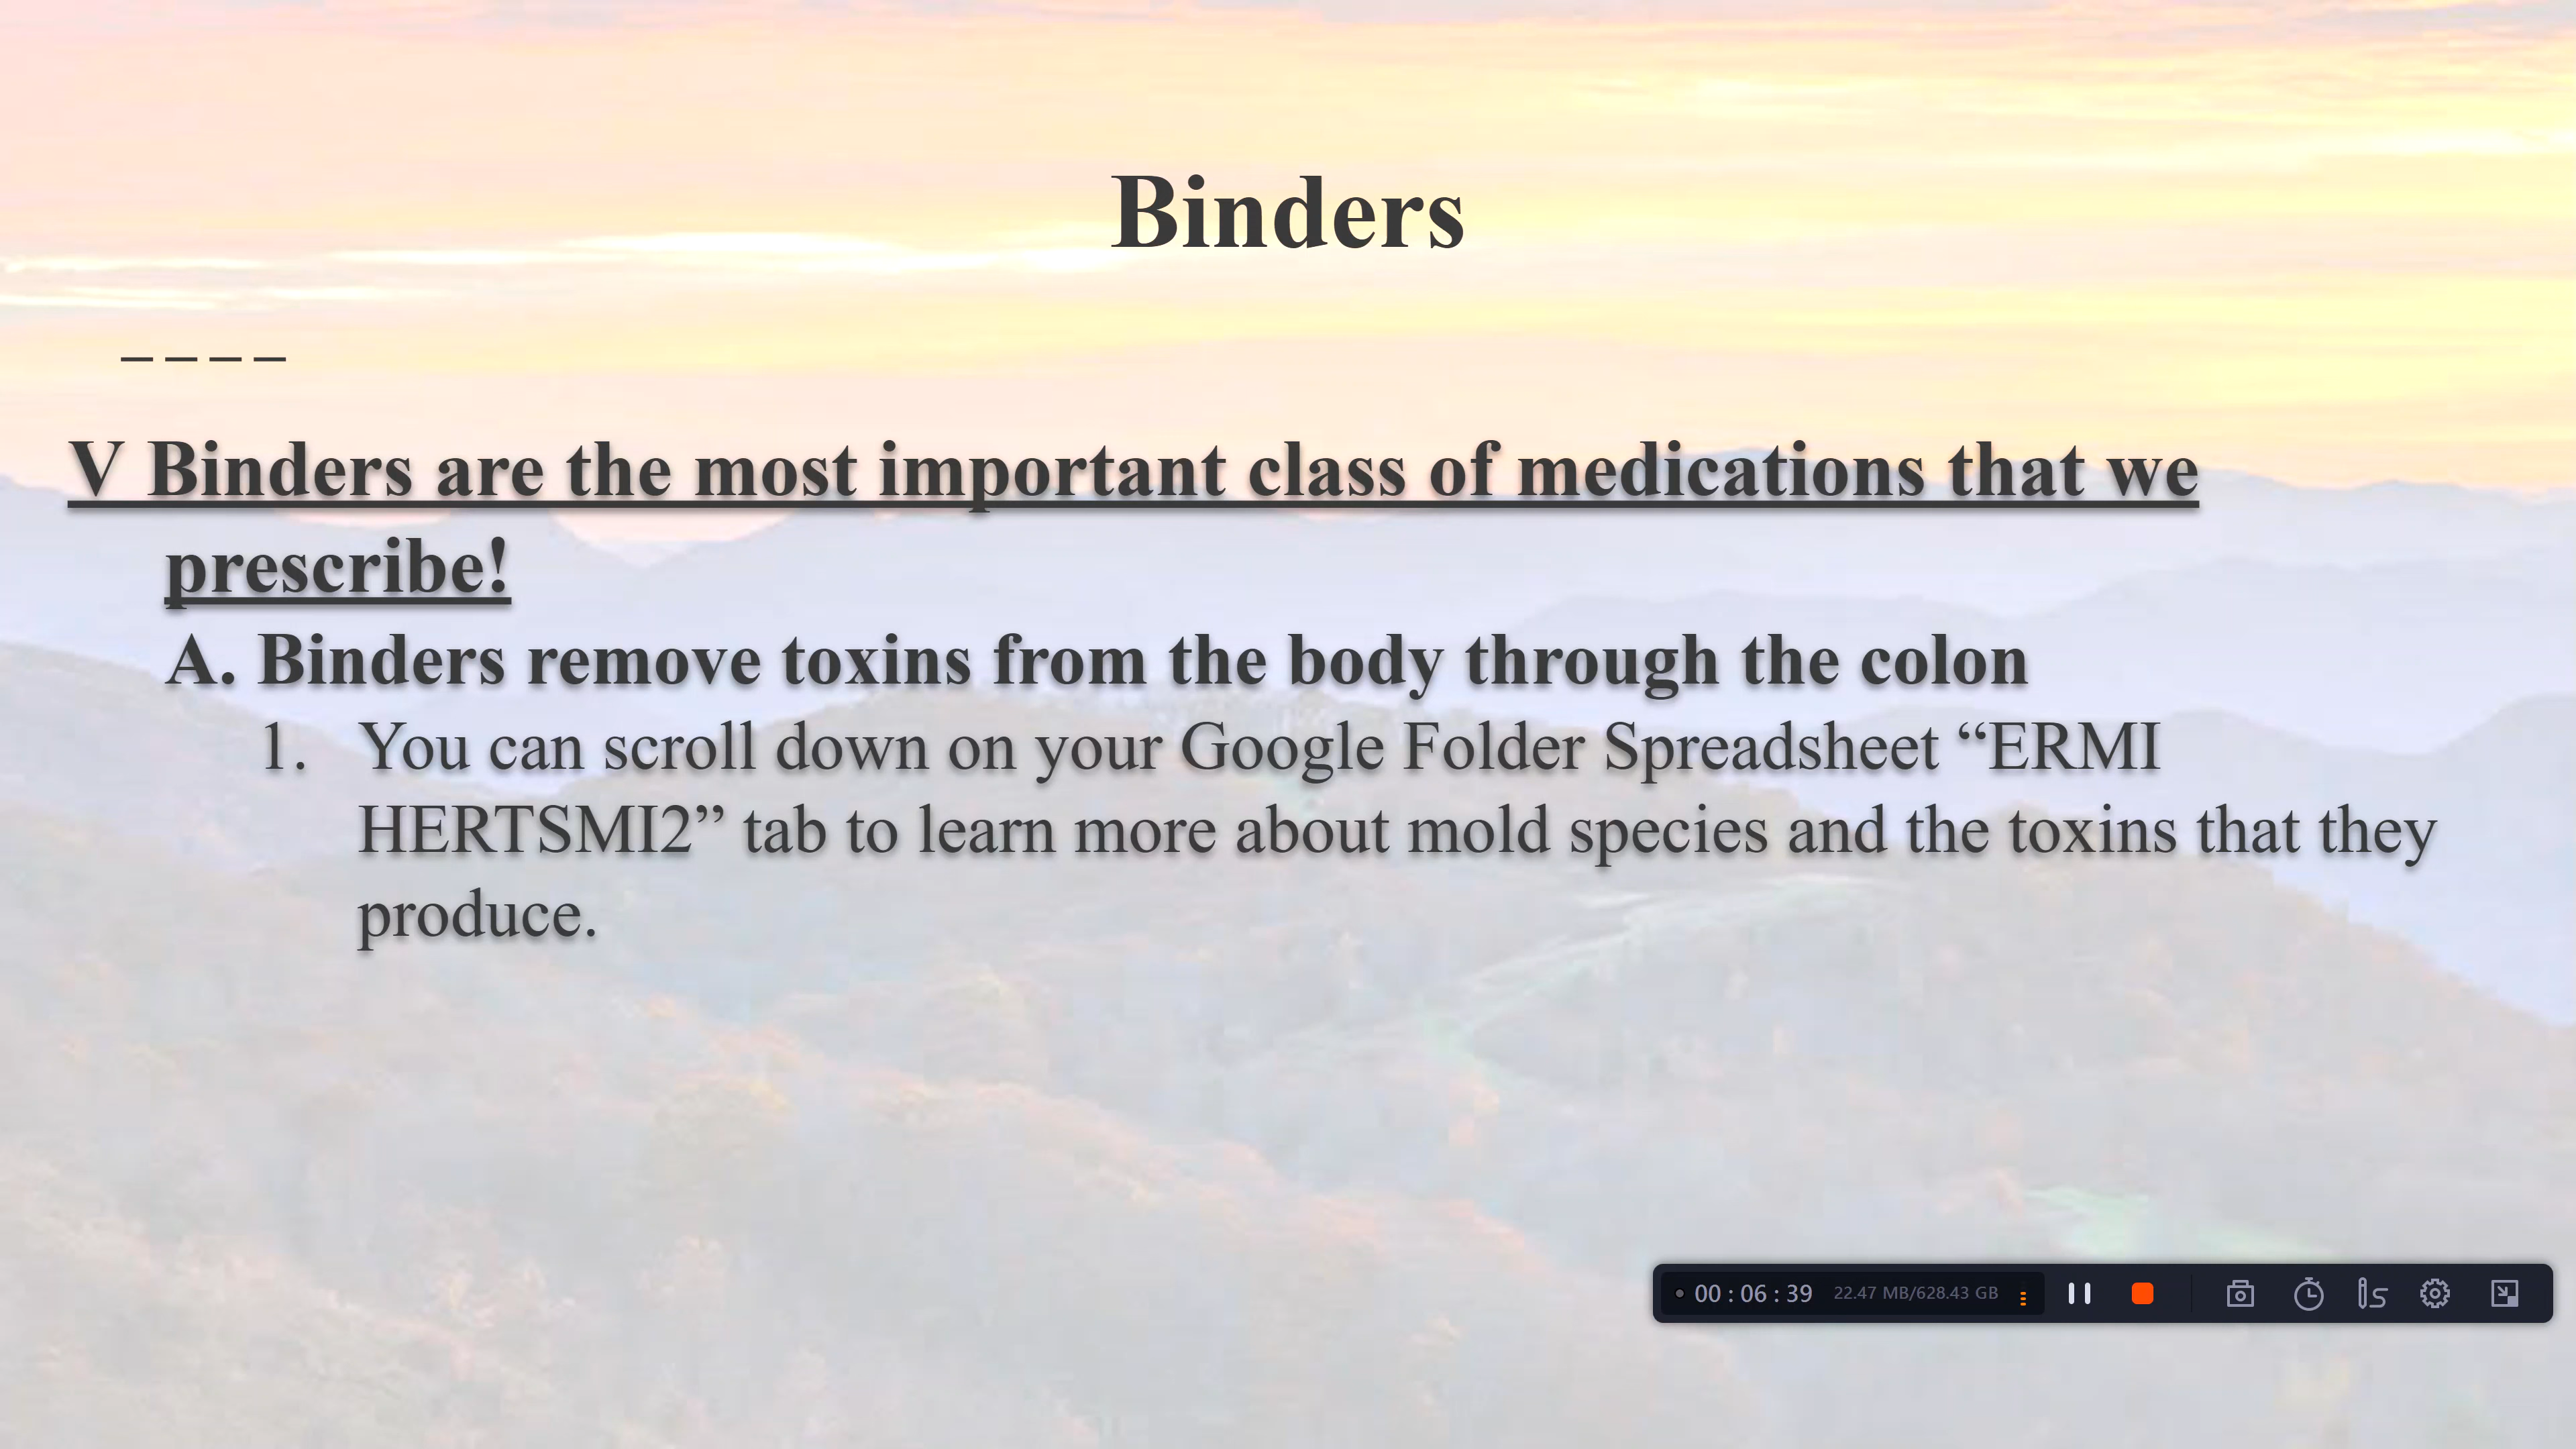 Binders
V Binders are the most important class of medications that we
prescribe!
A. Binders remove toxins from the body through the colon
1. You can scroll down on your Google Folder Spreadsheet “ERMI
HERTSMI2” tab to learn more about mold species and the toxins that they
produce.
00 : 06 : 39 22.47 MB/628.43 GB